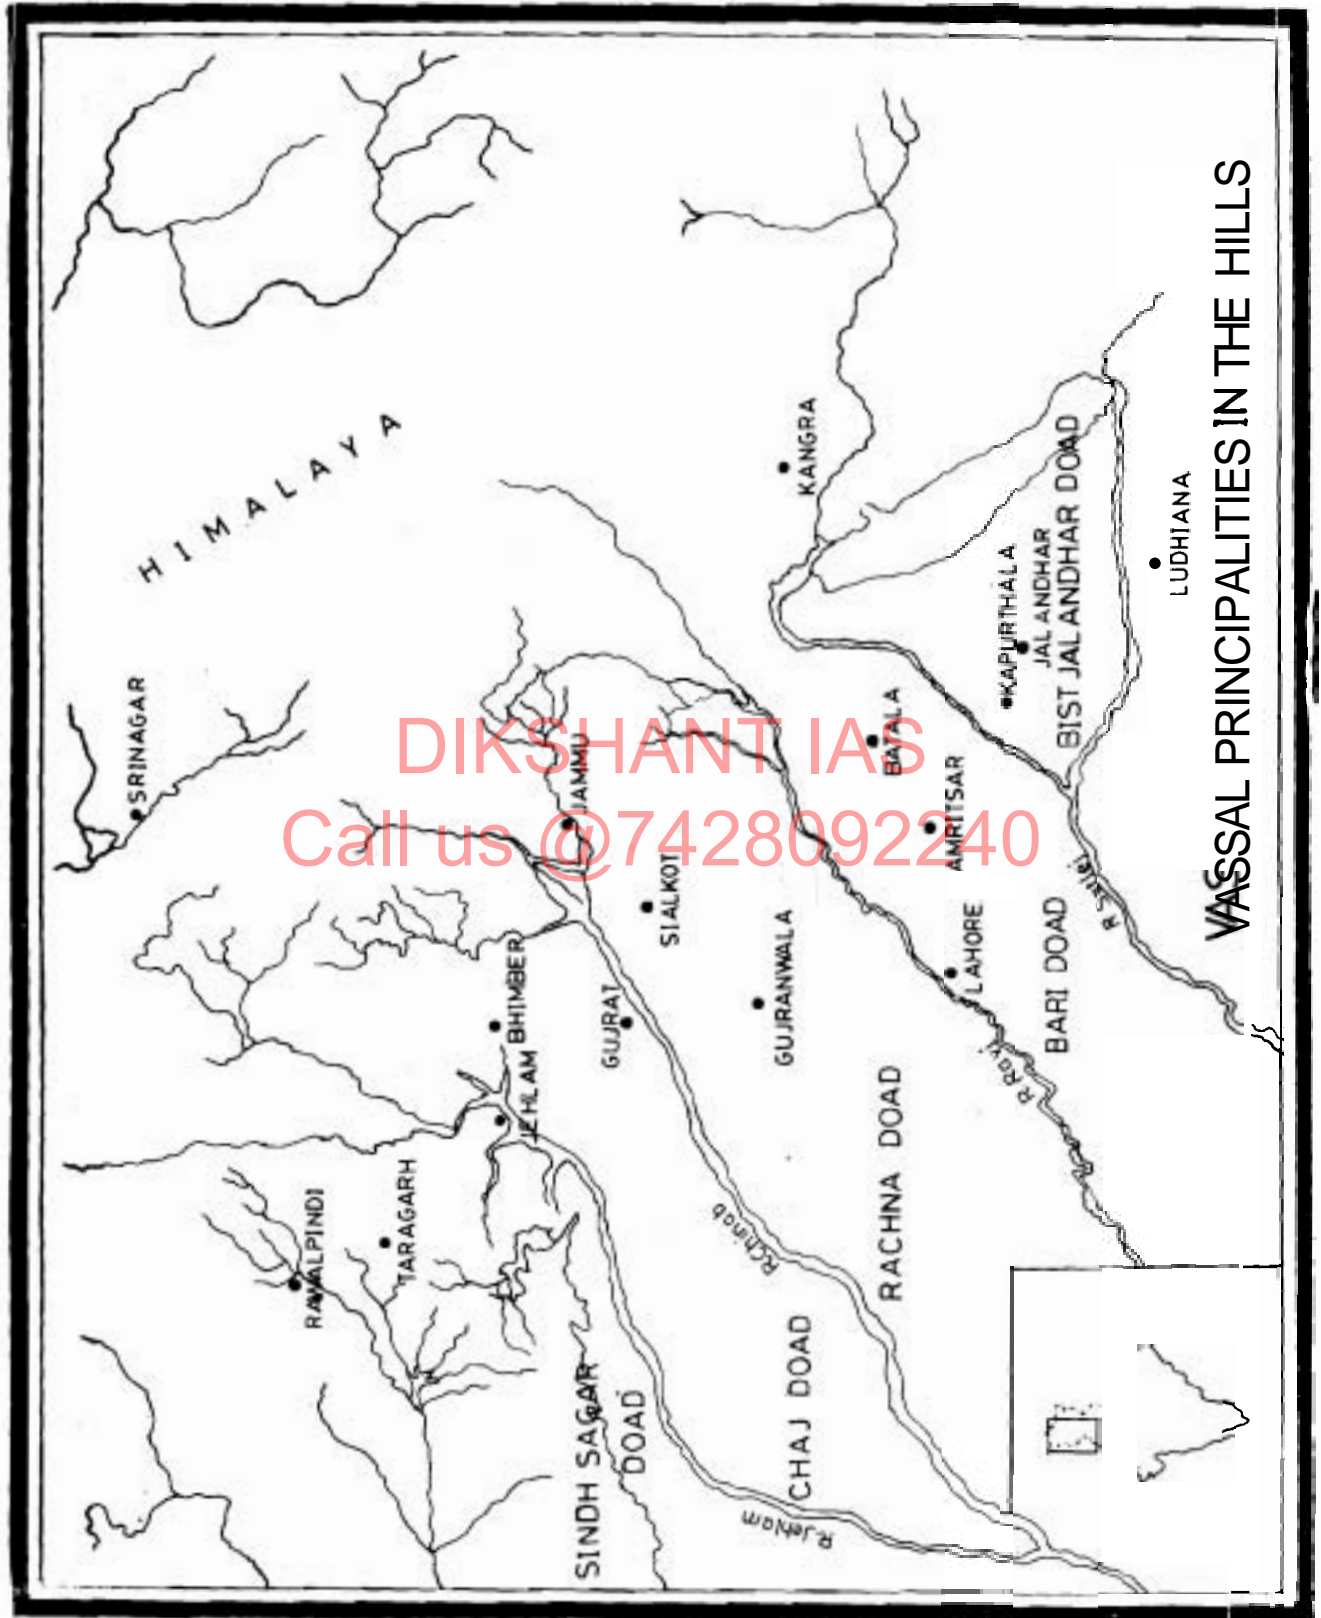 HIMALAYA
SRINAGAR
RAWALPINDI
TARAGARH
JEHLAM
BHIMBER
GUJRAT
JAMMU
SIALKOT
GUJRANWALA
KANGRA
BATALA
AMRITSAR
LAHORE
KAPURTHALA
JALANDHAR
BIST JALANDHAR DOAD
LUDHIANA
SINDH SAGAR
DOAD
CHAJ DOAD
RACHNA DOAD
BARI DOAD
R.Jehlam
R.Chinab
R.Ravi
R.Satlej
DIKSHANT IAS
Call us @7428092240
VASSAL PRINCIPALITIES IN THE HILLS